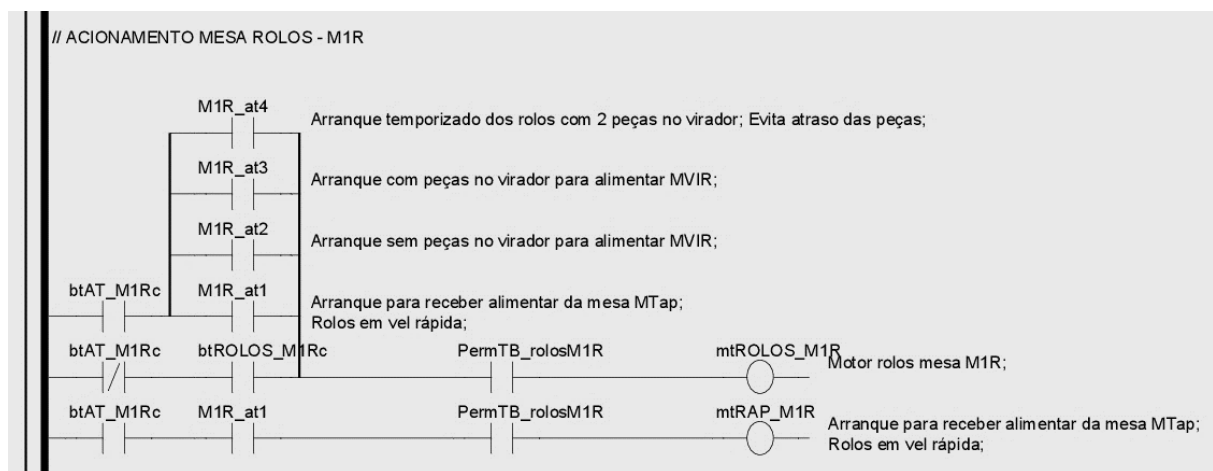 // ACIONAMENTO MESA ROLOS - M1R
M1R_at4
Arranque temporizado dos rolos com 2 peças no virador; Evita atraso das peças;
M1R_at3
Arranque com peças no virador para alimentar MVIR;
M1R_at2
Arranque sem peças no virador para alimentar MVIR;
btAT_M1Rc M1R_at1
Arranque para receber alimentar da mesa MTap;
Rolos em vel rápida;
btAT_M1Rc btROLOS_M1Rc PermTB_rolosM1R mtROLOS_M1R
Motor rolos mesa M1R;
btAT_M1Rc M1R_at1 PermTB_rolosM1R mtRAP_M1R
Arranque para receber alimentar da mesa MTap;
Rolos em vel rápida;